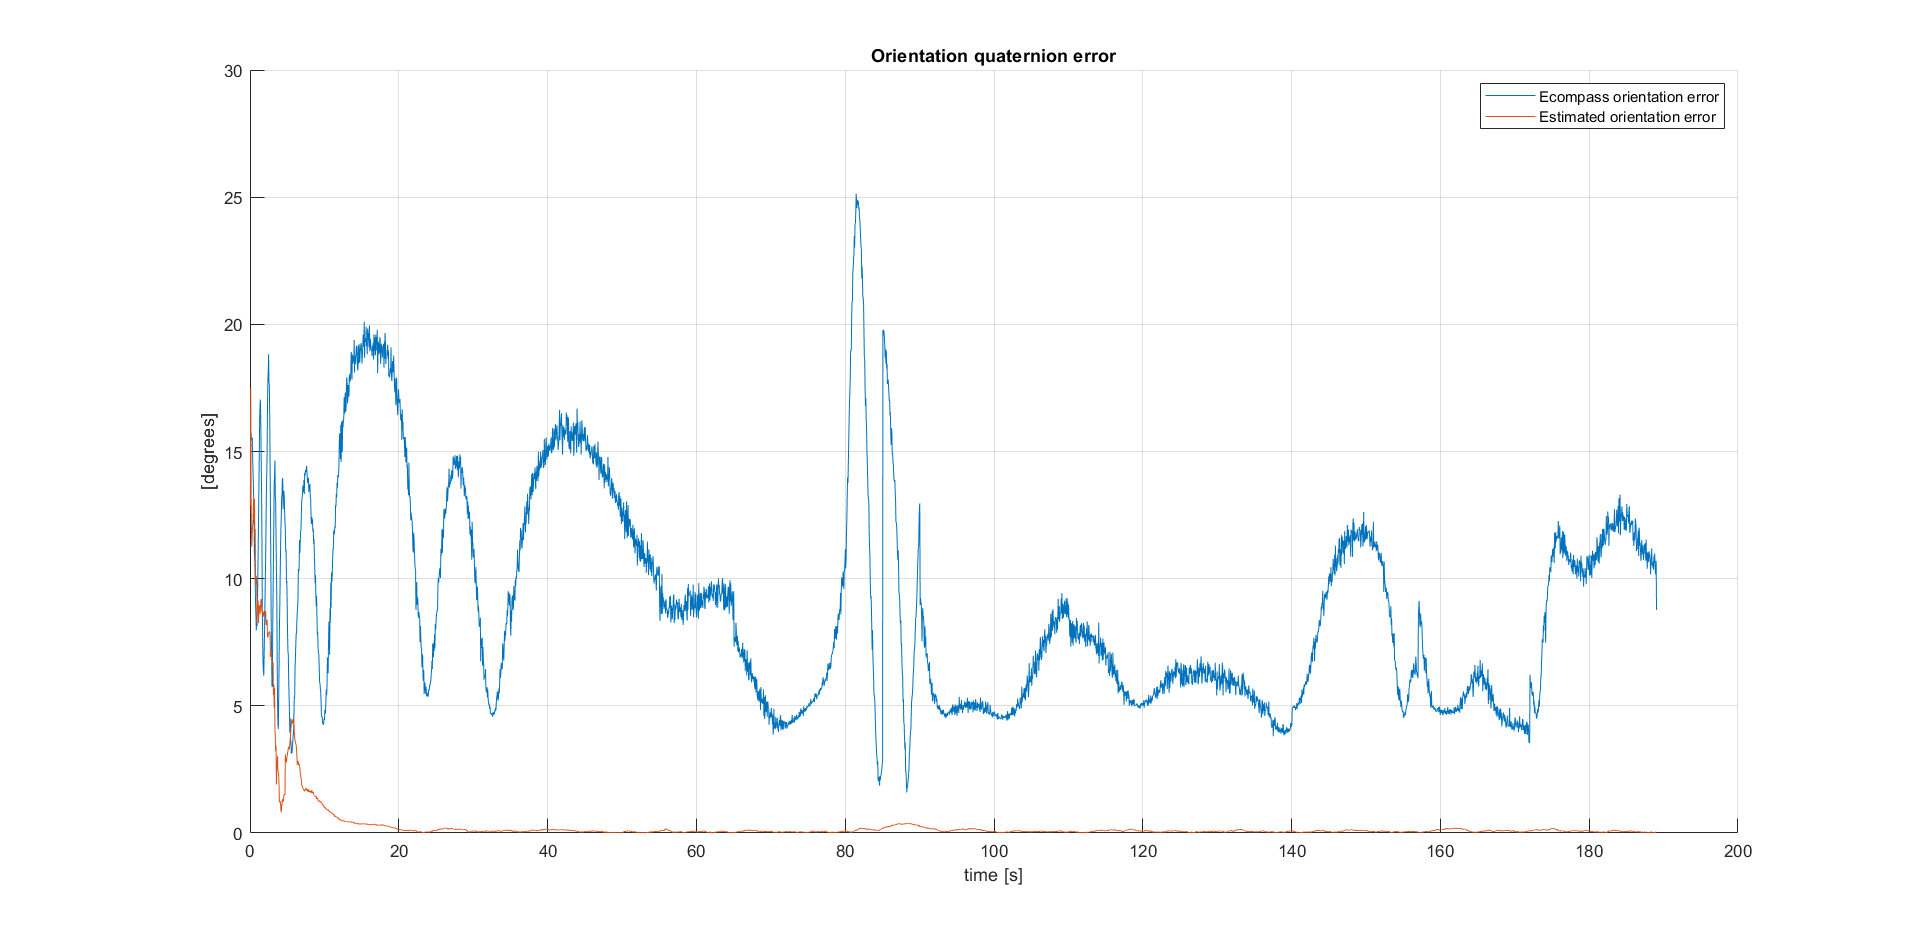 Orientation quaternion error
30
25
20
15
10
5
0
[degrees]
Ecompass orientation error
Estimated orientation error
0 20 40 60 80 100 120 140 160 180 200
time [s]